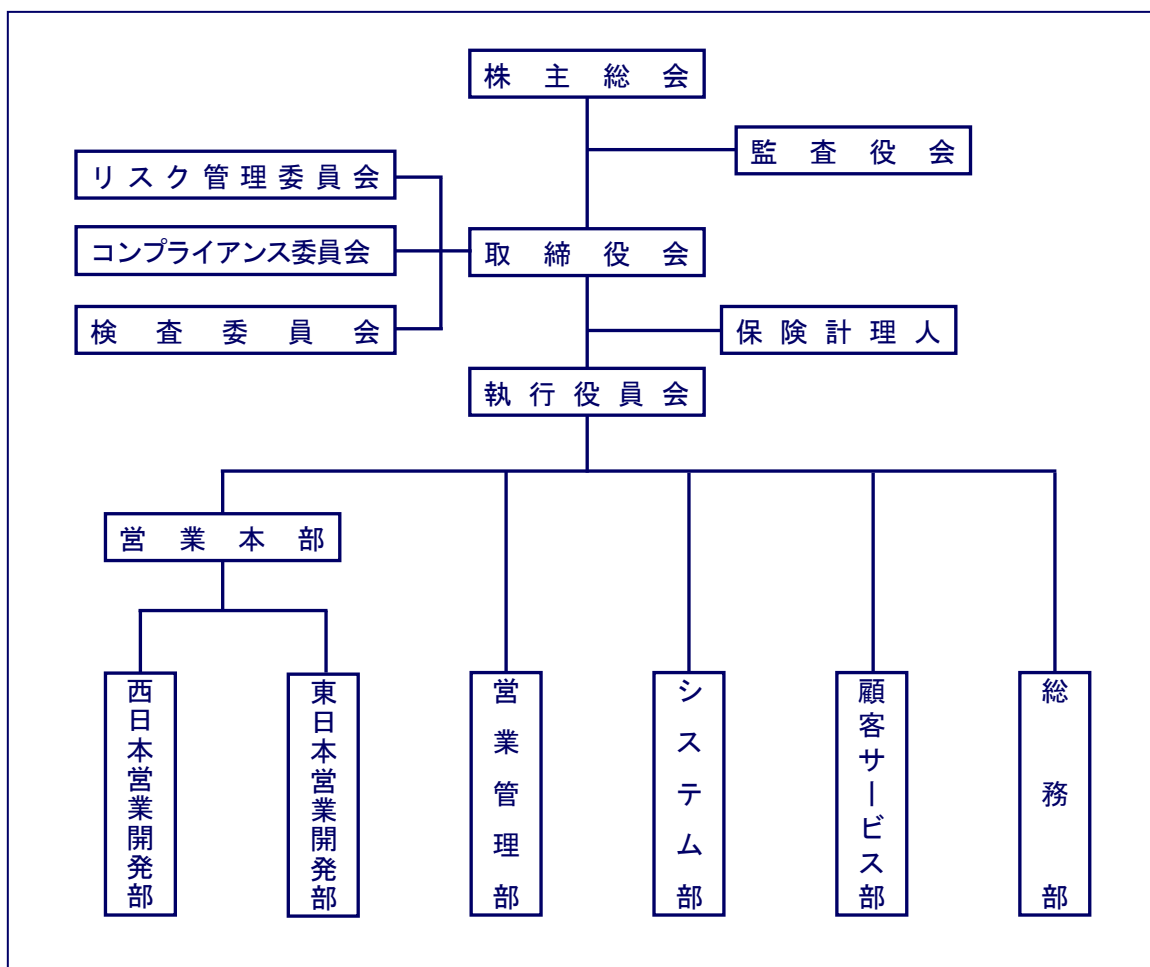 株主総会
監査役会
リスク管理委員会
コンプライアンス委員会
取締役会
検査委員会
保険計理人
執行役員会
営業本部
西日本営業開発部
東日本営業開発部
営業管理部
システム部
顧客サービス部
総務部